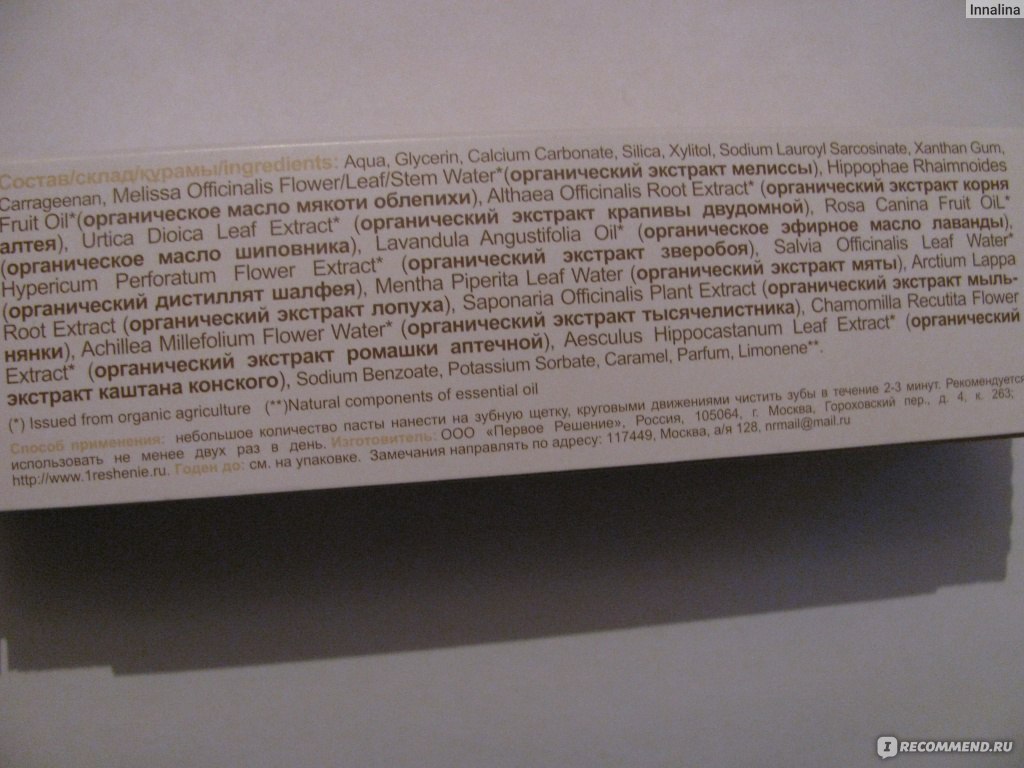 Innalina
Состав/склад/құрамы/ingredients: Aqua, Glycerin, Calcium Carbonate, Silica, Xylitol, Sodium Lauroyl Sarcosinate, Xanthan Gum,
Carrageenan, Melissa Officinalis Flower/Leaf/Stem Water*(органический экстракт мелиссы), Hippophae Rhaimnoides
Fruit Oil*(органическое масло мякоти облепихи), Althaea Officinalis Root Extract* (органический экстракт корня
алтея), Urtica Dioica Leaf Extract* (органический экстракт крапивы двудомной), Rosa Canina Fruit OiL*
(органическое масло шиповника), Lavandula Angustifolia Oil* (органическое эфирное масло лаванды),
Hypericum Perforatum Flower Extract* (органический экстракт зверобоя), Salvia Officinalis Leaf Water*
(органический дистиллят шалфея), Mentha Piperita Leaf Water (органический экстракт мяты), Arctium Lappa
Root Extract (органический экстракт лопуха), Saponaria Officinalis Plant Extract (органический экстракт мыль-
нянки), Achillea Millefolium Flower Water* (органический экстракт тысячелистника), Chamomilla Recutita Flower
Extract* (органический экстракт ромашки аптечной), Aesculus Hippocastanum Leaf Extract* (органический
экстракт каштана конского), Sodium Benzoate, Potassium Sorbate, Caramel, Parfum, Limonene**.
(*) Issued from organic agriculture (**)Natural components of essential oil
Способ применения: небольшое количество пасты нанести на зубную щетку, круговыми движениями чистить зубы в течение 2-3 минут. Рекомендуется
использовать не менее двух раз в день. Изготовитель: ООО «Первое Решение», Россия, 105064, г. Москва, Гороховский пер., д. 4, к. 263;
http://www.1reshenie.ru. Годен до: см. на упаковке. Замечания направлять по адресу: 117449, Москва, а/я 128, nrmail@mail.ru
I RECOMMEND.RU